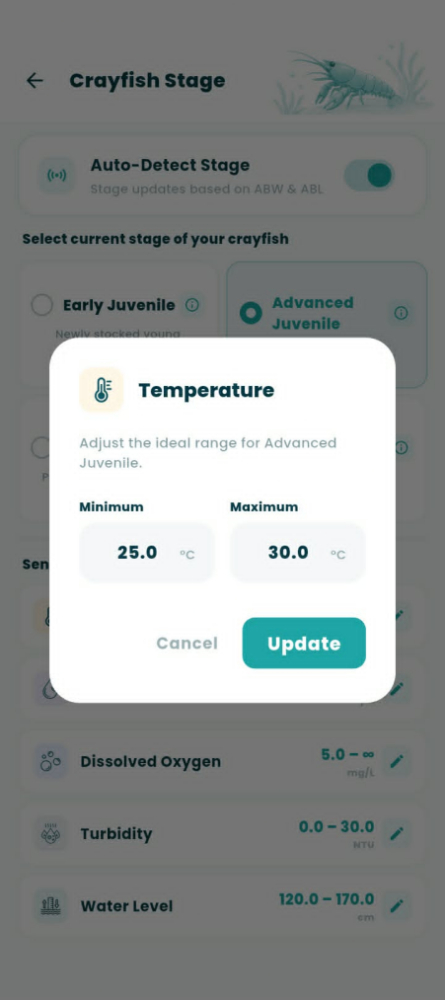 Crayfish Stage
Auto-Detect Stage
Stage updates based on ABW & ABL
Select current stage of your crayfish
Early Juvenile
Newly stocked young
Advanced
Juvenile
Temperature
Adjust the ideal range for Advanced
Juvenile.
Minimum
Maximum
25.0 °C
30.0 °C
Cancel
Update
Sen
P
Dissolved Oxygen
5.0 – ∞
mg/L
Turbidity
0.0 – 30.0
NTU
Water Level
120.0 – 170.0
cm